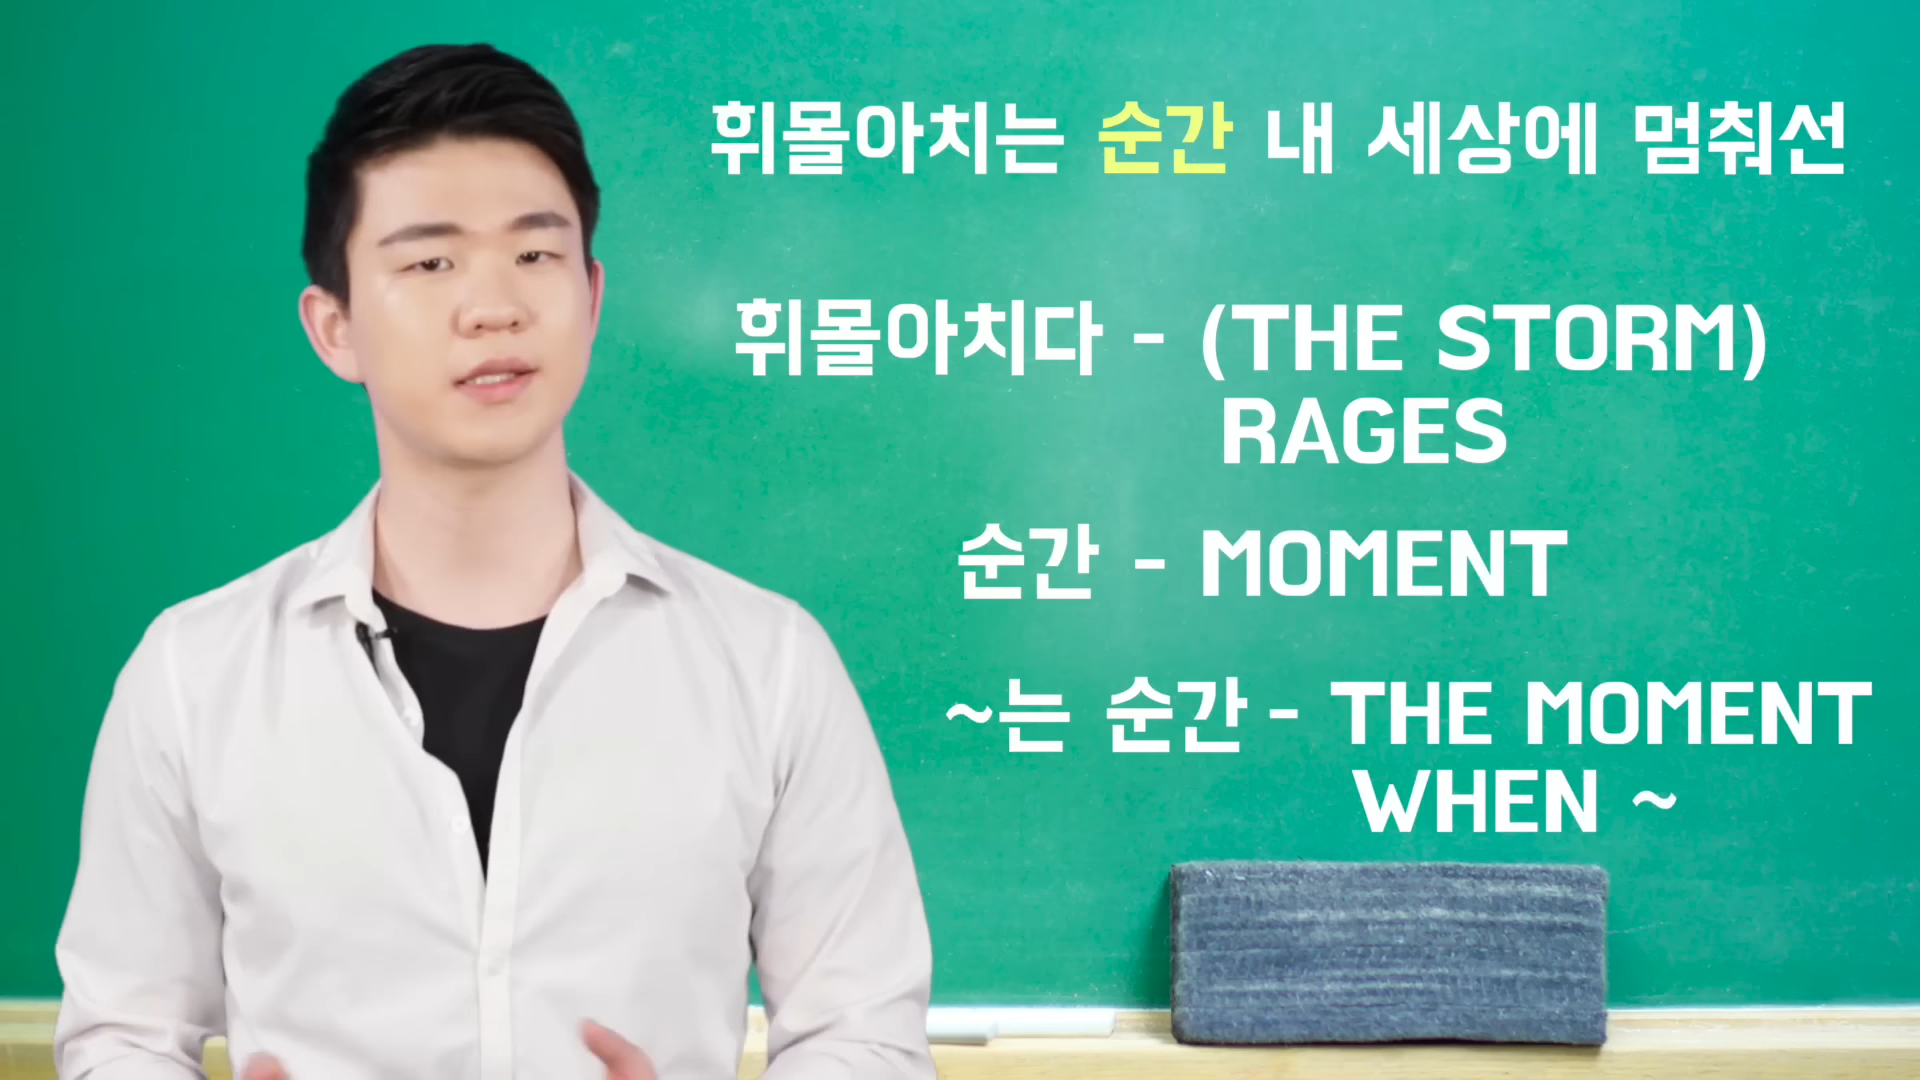 휘몰아치는 순간 내 세상에 멈춰선
휘몰아치다 - (THE STORM)
RAGES
순간 - MOMENT
~는 순간 - THE MOMENT
WHEN ~